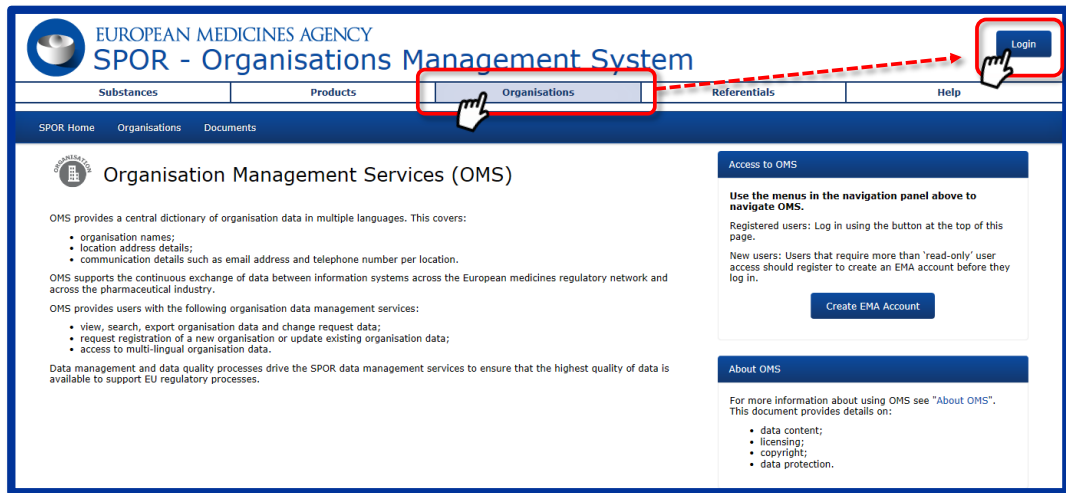 EUROPEAN MEDICINES AGENCY
SPOR - Organisations Management System
Login
Substances
Products
Organisations
Referentials
Help
SPOR Home
Organisations
Documents
ORGANISATION
Organisation Management Services (OMS)
OMS provides a central dictionary of organisation data in multiple languages. This covers:
• organisation names;
• location address details;
• communication details such as email address and telephone number per location.
OMS supports the continuous exchange of data between information systems across the European medicines regulatory network and
across the pharmaceutical industry.
OMS provides users with the following organisation data management services:
• view, search, export organisation data and change request data;
• request registration of a new organisation or update existing organisation data;
• access to multi-lingual organisation data.
Data management and data quality processes drive the SPOR data management services to ensure that the highest quality of data is
available to support EU regulatory processes.
Access to OMS
Use the menus in the navigation panel above to
navigate OMS.
Registered users: Log in using the button at the top of this
page.
New users: Users that require more than 'read-only' user
access should register to create an EMA account before they
log in.
Create EMA Account
About OMS
For more information about using OMS see "About OMS".
This document provides details on:
• data content;
• licensing;
• copyright;
• data protection.